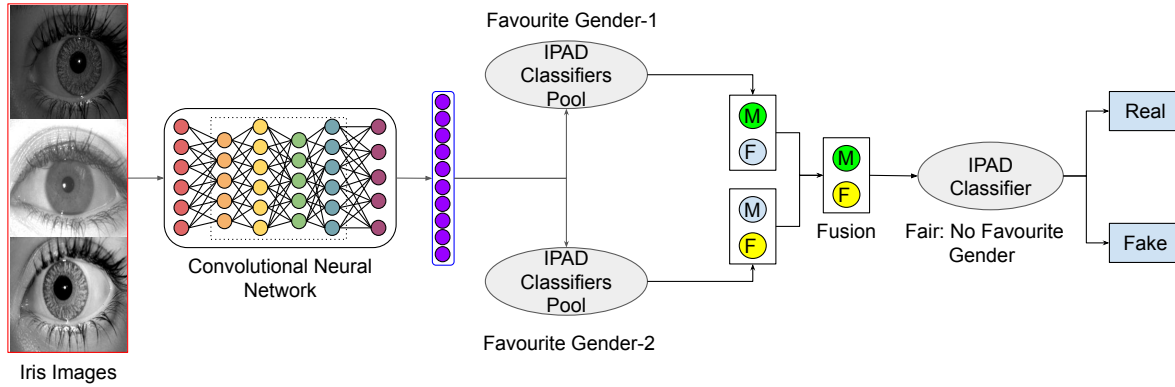 Iris Images
Convolutional Neural
Network
Favourite Gender-1
IPAD
Classifiers
Pool
IPAD
Classifiers
Pool
Favourite Gender-2
M
F
M
F
M
F
Fusion
IPAD
Classifier
Fair: No Favourite
Gender
Real
Fake